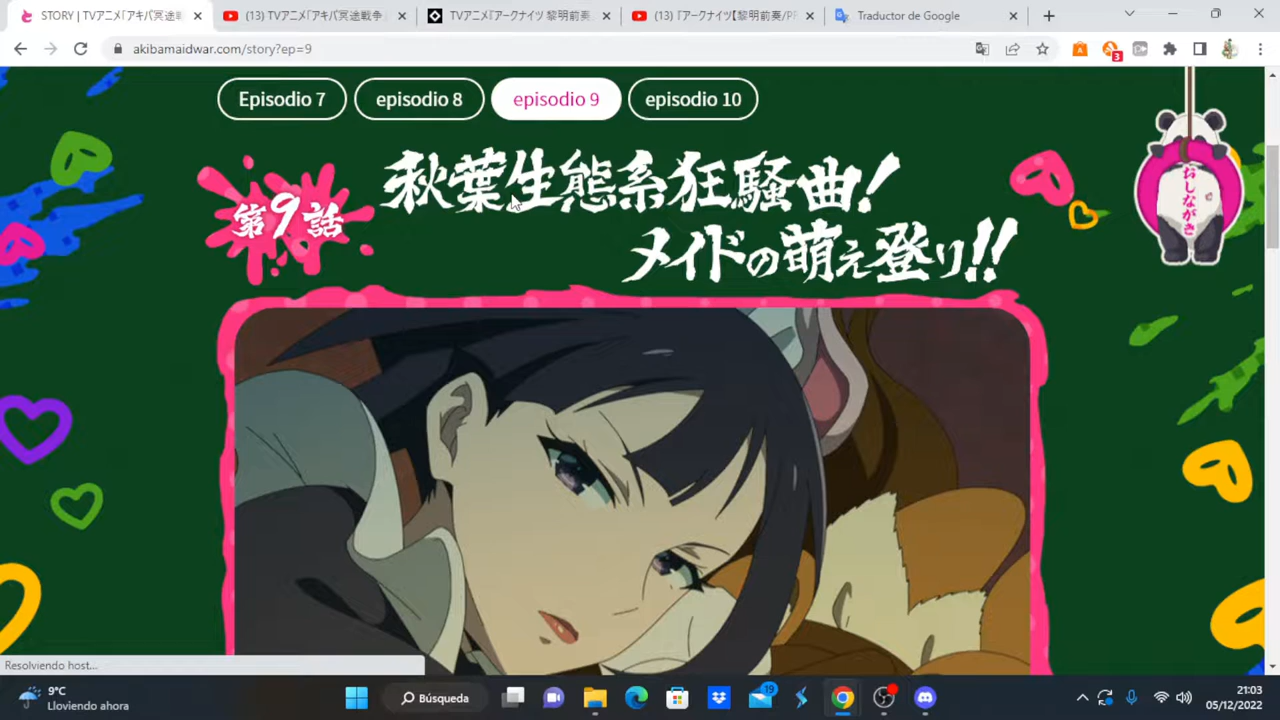 STORY | TVアニメ「アキバ冥途戦
(13) TVアニメ「アキバ冥途戦争」
TVアニメ『アークナイツ 黎明前奏
(13) 『アークナイツ【黎明前奏/PR
Traductor de Google
akibamaidwar.com/story?ep=9
3
Episodio 7
episodio 8
episodio 9
episodio 10
第9話
秋葉生態系狂騒曲!
メイドの萌え登り!!
おしながき
Resolviendo host...
9°C
Lloviendo ahora
Búsqueda
19
21:03
05/12/2022